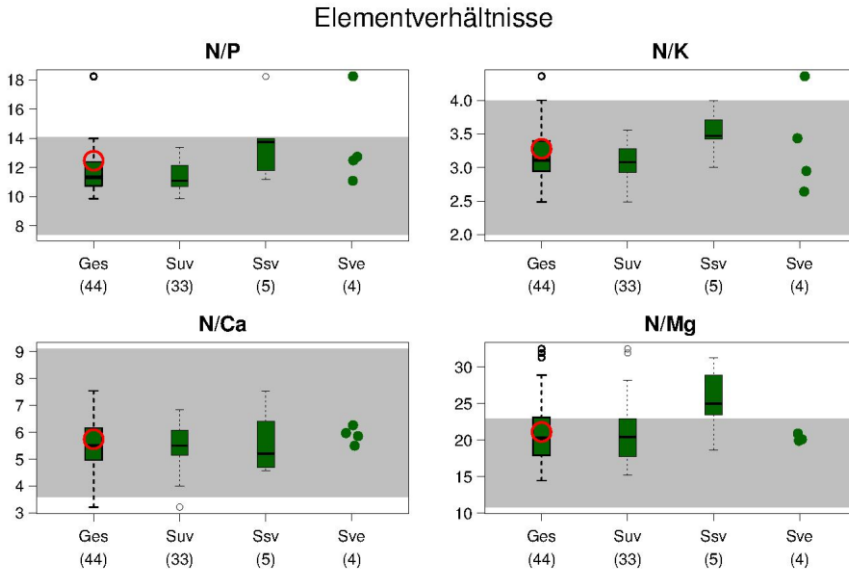 Elementverhältnisse
N/P
18
16
14
12
10
8
Ges Suv Ssv Sve
(44) (33) (5) (4)
N/K
4.0
3.5
3.0
2.5
2.0
Ges Suv Ssv Sve
(44) (33) (5) (4)
N/Ca
9
8
7
6
5
4
3
Ges Suv Ssv Sve
(44) (33) (5) (4)
N/Mg
30
25
20
15
10
Ges Suv Ssv Sve
(44) (33) (5) (4)